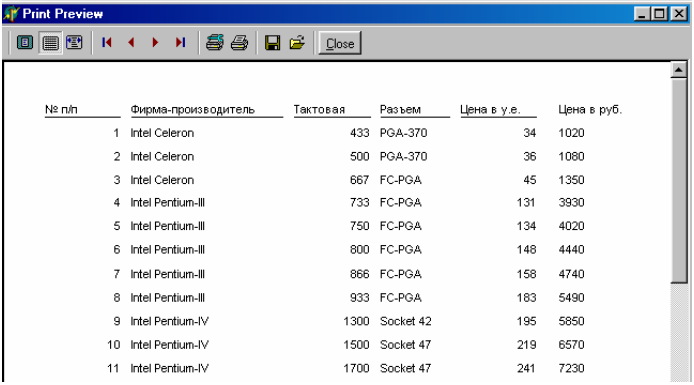 Print Preview
Close
№ п/п Фирма-производитель Тактовая Разъем Цена в у.е. Цена в руб.
1 Intel Celeron 433 PGA-370 34 1020
2 Intel Celeron 500 PGA-370 36 1080
3 Intel Celeron 667 FC-PGA 45 1350
4 Intel Pentium-III 733 FC-PGA 131 3930
5 Intel Pentium-III 750 FC-PGA 134 4020
6 Intel Pentium-III 800 FC-PGA 148 4440
7 Intel Pentium-III 866 FC-PGA 158 4740
8 Intel Pentium-III 933 FC-PGA 183 5490
9 Intel Pentium-IV 1300 Socket 42 195 5850
10 Intel Pentium-IV 1500 Socket 47 219 6570
11 Intel Pentium-IV 1700 Socket 47 241 7230